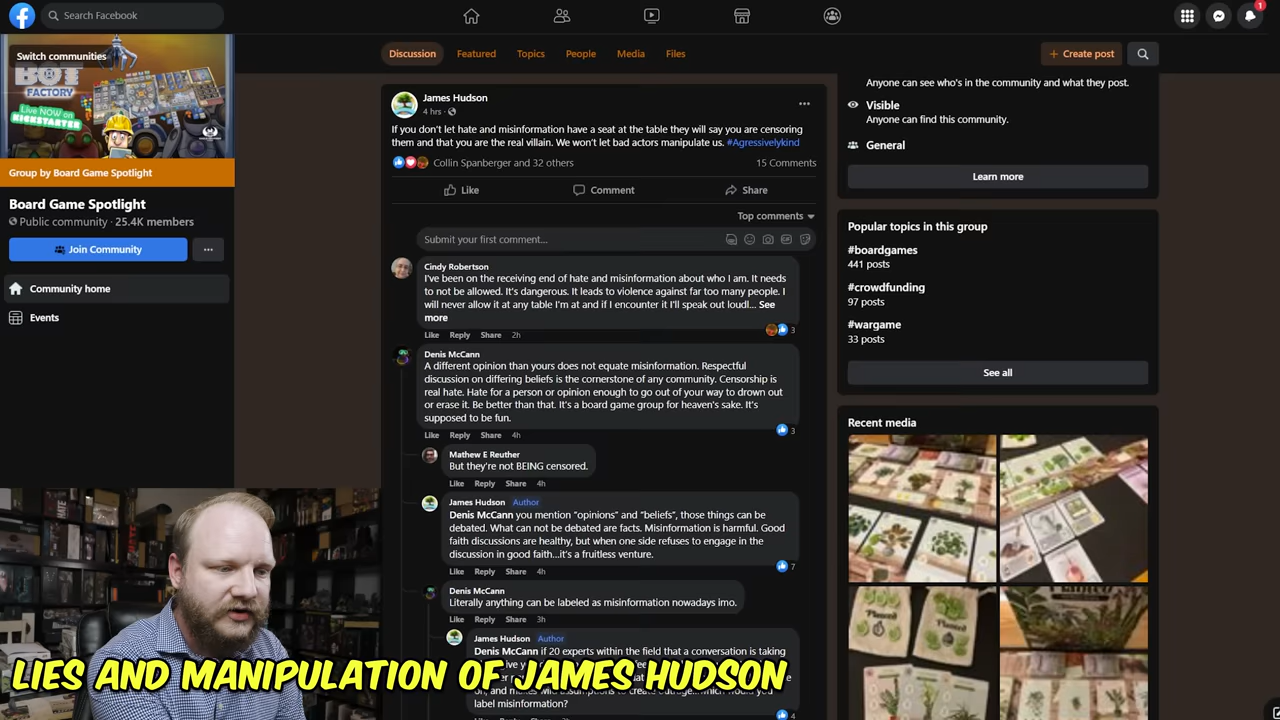 Search Facebook
1
Switch communities
BOT
FACTORY
Live NOW on
KICKSTARTER
Group by Board Game Spotlight
Board Game Spotlight
Public community · 25.4K members
Join Community
Community home
Events
Discussion
Featured
Topics
People
Media
Files
+ Create post
James Hudson
4 hrs ·
If you don't let hate and misinformation have a seat at the table they will say you are censoring
them and that you are the real villain. We won't let bad actors manipulate us. #Agressivelykind
Collin Spanberger and 32 others
15 Comments
Like
Comment
Share
Top comments
Submit your first comment...
Cindy Robertson
I've been on the receiving end of hate and misinformation about who I am. It needs
to not be allowed. It's dangerous. It leads to violence against far too many people. I
will never allow it at any table I'm at and if I encounter it I'll speak out loudl... See
more
3
Like Reply Share 2h
Denis McCann
A different opinion than yours does not equate misinformation. Respectful
discussion on differing beliefs is the cornerstone of any community. Censorship is
real hate. Hate for a person or opinion enough to go out of your way to drown out
or erase it. Be better than that. It's a board game group for heaven's sake. It's
supposed to be fun.
3
Like Reply Share 4h
Mathew E Reuther
But they're not BEING censored.
Like Reply Share 4h
James Hudson Author
Denis McCann you mention "opinions" and "beliefs", those things can be
debated. What can not be debated are facts. Misinformation is harmful. Good
faith discussions are healthy, but when one side refuses to engage in the
discussion in good faith...it's a fruitless venture.
7
Like Reply Share 4h
Denis McCann
Literally anything can be labeled as misinformation nowadays imo.
Like Reply Share 3h
James Hudson Author
Denis McCann if 20 experts within the field that a conversation is taking
label misinformation?
4
Anyone can see who's in the community and what they post.
Visible
Anyone can find this community.
General
Learn more
Popular topics in this group
#boardgames
441 posts
#crowdfunding
97 posts
#wargame
33 posts
See all
Recent media
LIES AND MANIPULATION OF JAMES HUDSON